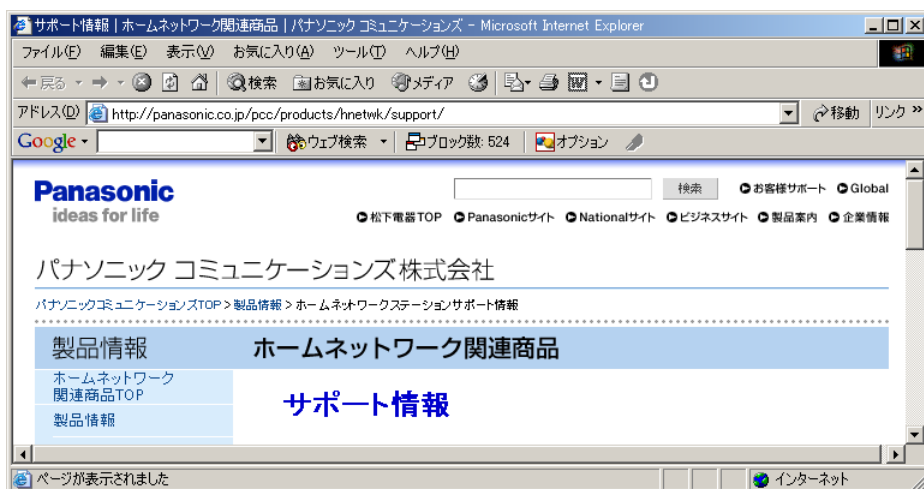 サポート情報 | ホームネットワーク関連商品 | パナソニック コミュニケーションズ - Microsoft Internet Explorer
ファイル(F) 編集(E) 表示(V) お気に入り(A) ツール(T) ヘルプ(H)
戻る 検索 お気に入り メディア
アドレス(D) http://panasonic.co.jp/pcc/products/hnetwk/support/ 移動 リンク »
Google ウェブ検索 ブロック数: 524 オプション
Panasonic 検索 お客様サポート Global
ideas for life 松下電器TOP Panasonicサイト Nationalサイト ビジネスサイト 製品案内 企業情報
パナソニック コミュニケーションズ株式会社
パナソニックコミュニケーションズTOP > 製品情報 > ホームネットワークステーションサポート情報
製品情報 ホームネットワーク関連商品
ホームネットワーク
関連商品TOP
サポート情報
製品情報
ページが表示されました インターネット